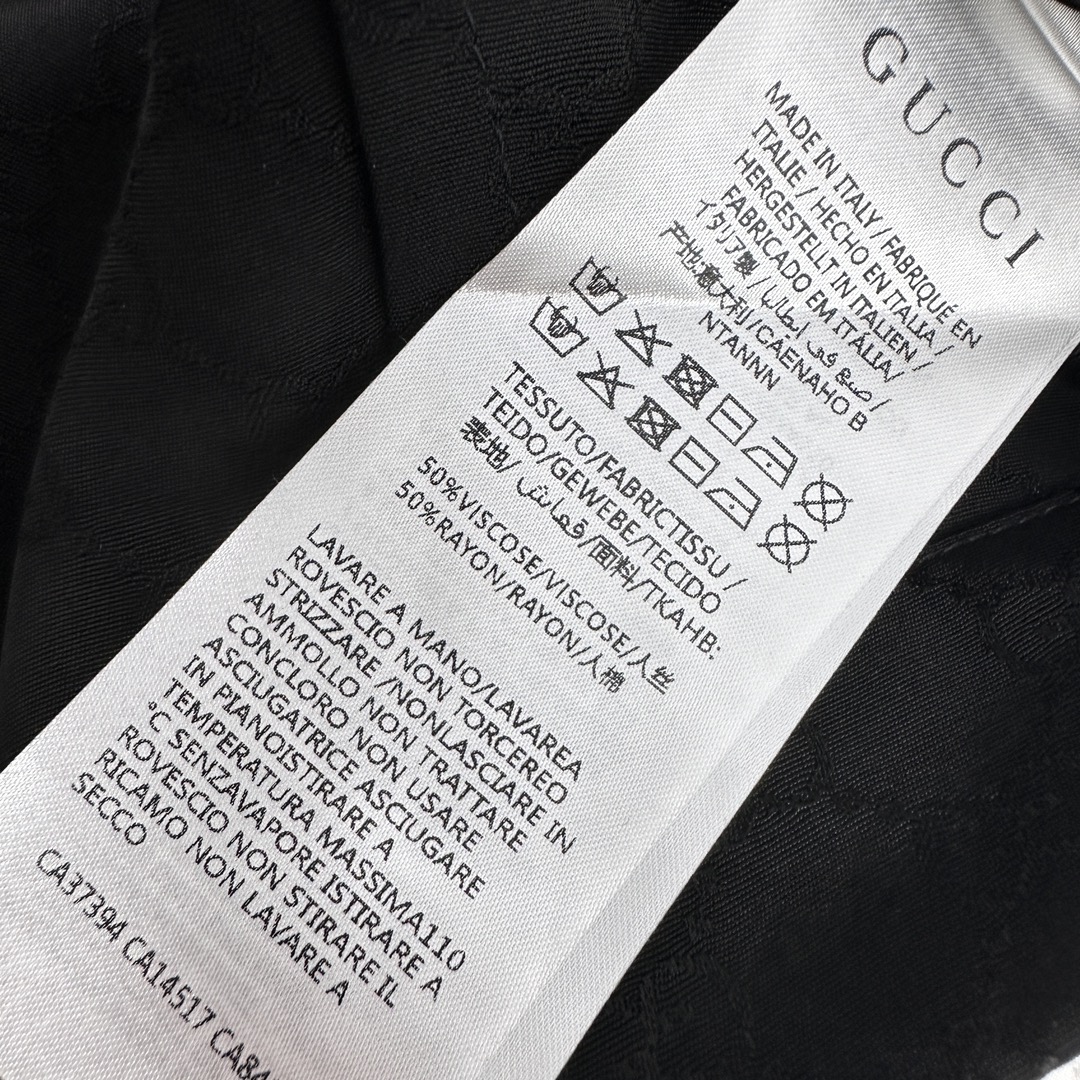 GUCCI
MADE IN ITALY / FABRIQUÉ EN
ITALIE / HECHO EN ITALIA /
HERGESTELLT IN ITALIEN /
FABRICADO EM ITÁLIA/
イタリア製 / صنع في إيطاليا /
产地:意大利/CAENAHO B
NTANNN
TESSUTO/FABRICTISSU /
TEIDO/GEWEBE/TECIDO
表地/ قماش/面料/TKAHB:
50%VISCOSE/VISCOSE/人丝
50%RAYON/RAYON/人棉
LAVARE A MANO/LAVAREA
ROVESCIO NON TORCEREO
STRIZZARE /NONLASCIARE IN
AMMOLLO NON TRATTARE
CONCLORO NON USARE
ASCIUGATRICE ASCIUGARE
IN PIANOISTIRARE A
TEMPERATURA MASSIMA110
°C SENZAVAPORE ISTIRARE A
ROVESCIO NON STIRARE IL
RICAMO NON LAVARE A
SECCO
CA37394 CA14517 CA84